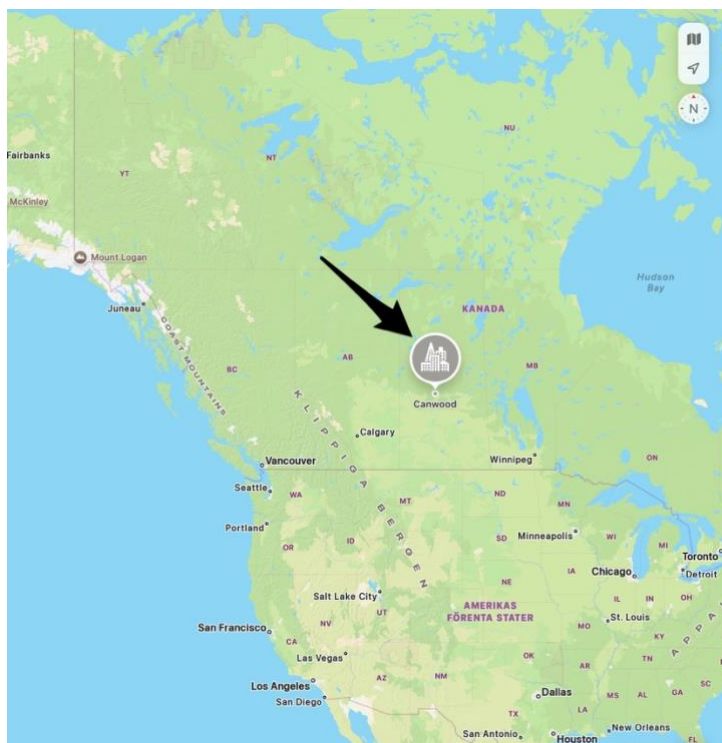 N
NU
Fairbanks
NT
YT
McKinley
Mount Logan
Hudson
Bay
Juneau
KANADA
COAST MOUNTAINS
BC
AB
MB
Canwood
KLIPPIGA BERGEN
Calgary
Winnipeg
ON
Vancouver
Seattle
WA
MT
ND
MN
Portland
OR
ID
SD
Minneapolis
WI
MI
Toronto
IA
Chicago
Detroit
NE
Salt Lake City
AMERIKAS
FÖRENTA STATER
IL
IN
OH
UT
NV
San Francisco
CA
MO
St. Louis
KY
APPA
Las Vegas
OK
TN
AZ
NM
AR
SC
Los Angeles
San Diego
Dallas
MS
AL
GA
TX
LA
New Orleans
San Antonio
Houston
FL